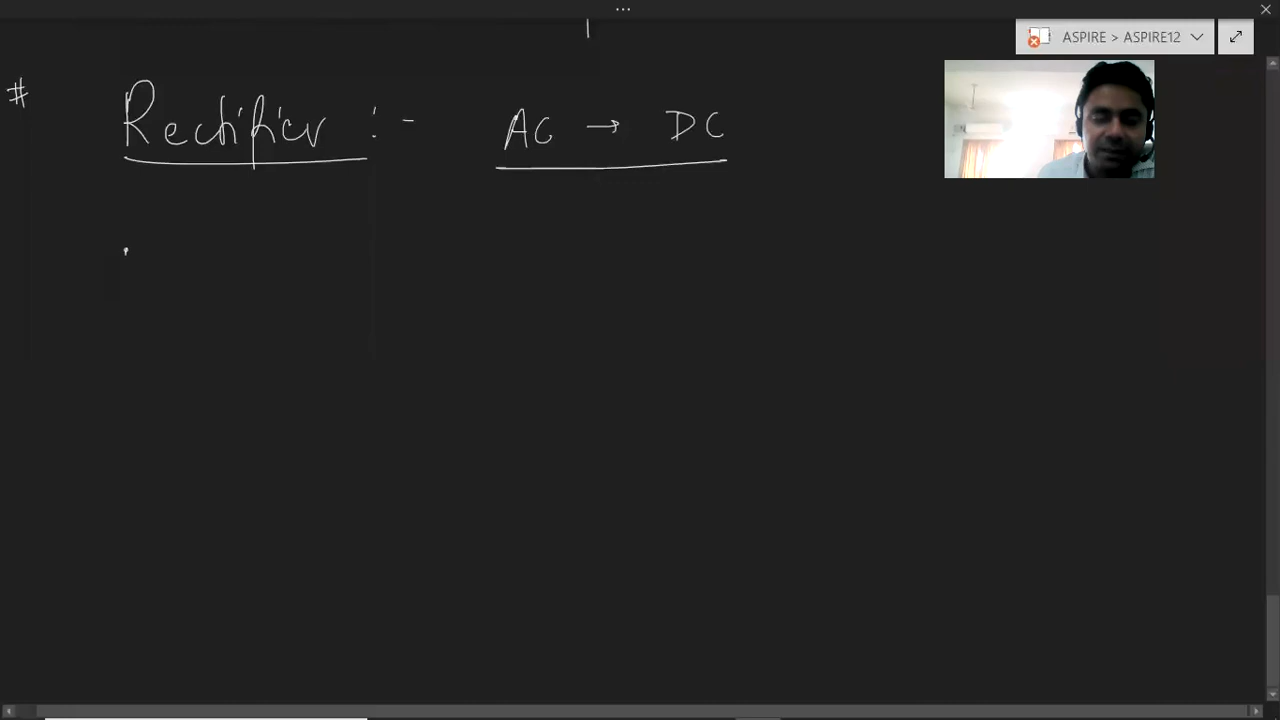 ASPIRE > ASPIRE12
# Rectifier :- AC → DC